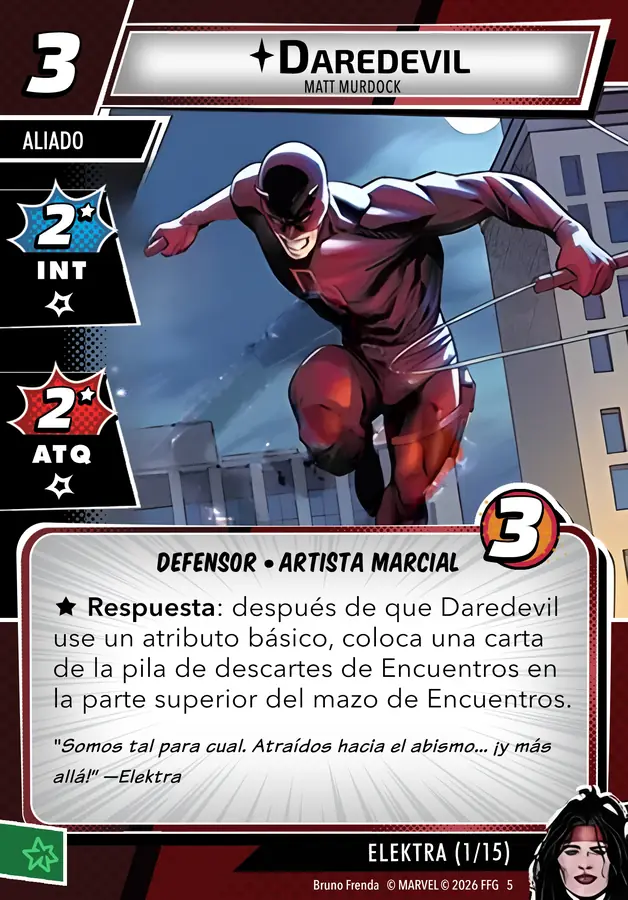 3
DAREDEVIL
MATT MURDOCK
ALIADO
2
INT
2
ATQ
3
DEFENSOR • ARTISTA MARCIAL
★ Respuesta: después de que Daredevil
use un atributo básico, coloca una carta
de la pila de descartes de Encuentros en
la parte superior del mazo de Encuentros.
"Somos tal para cual. Atraídos hacia el abismo... ¡y más
allá!" —Elektra
ELEKTRA (1/15)
Bruno Frenda © MARVEL © 2026 FFG 5